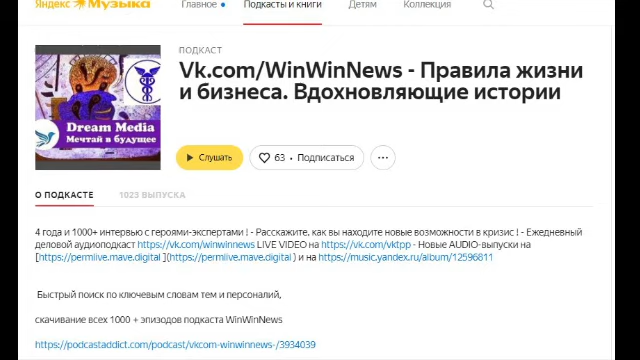 Яндекс Музыка
Главное
Подкасты и книги
Детям
Коллекция
ПОДКАСТ
Vk.com/WinWinNews - Правила жизни
и бизнеса. Вдохновляющие истории
Dream Media
Мечтай в будущее
Слушать
63 • Подписаться
О ПОДКАСТЕ
1023 ВЫПУСКА
4 года и 1000+ интервью с героями-экспертами ! - Расскажите, как вы находите новые возможности в кризис ! - Ежедневный
деловой аудиоподкаст https://vk.com/winwinnews LIVE VIDEO на https://vk.com/vktpp - Новые AUDIO-выпуски на
[https://permlive.mave.digital ](https://permlive.mave.digital ) и на https://music.yandex.ru/album/12596811
Быстрый поиск по ключевым словам тем и персоналий,
скачивание всех 1000 + эпизодов подкаста WinWinNews
https://podcastaddict.com/podcast/vkcom-winwinnews-/3934039